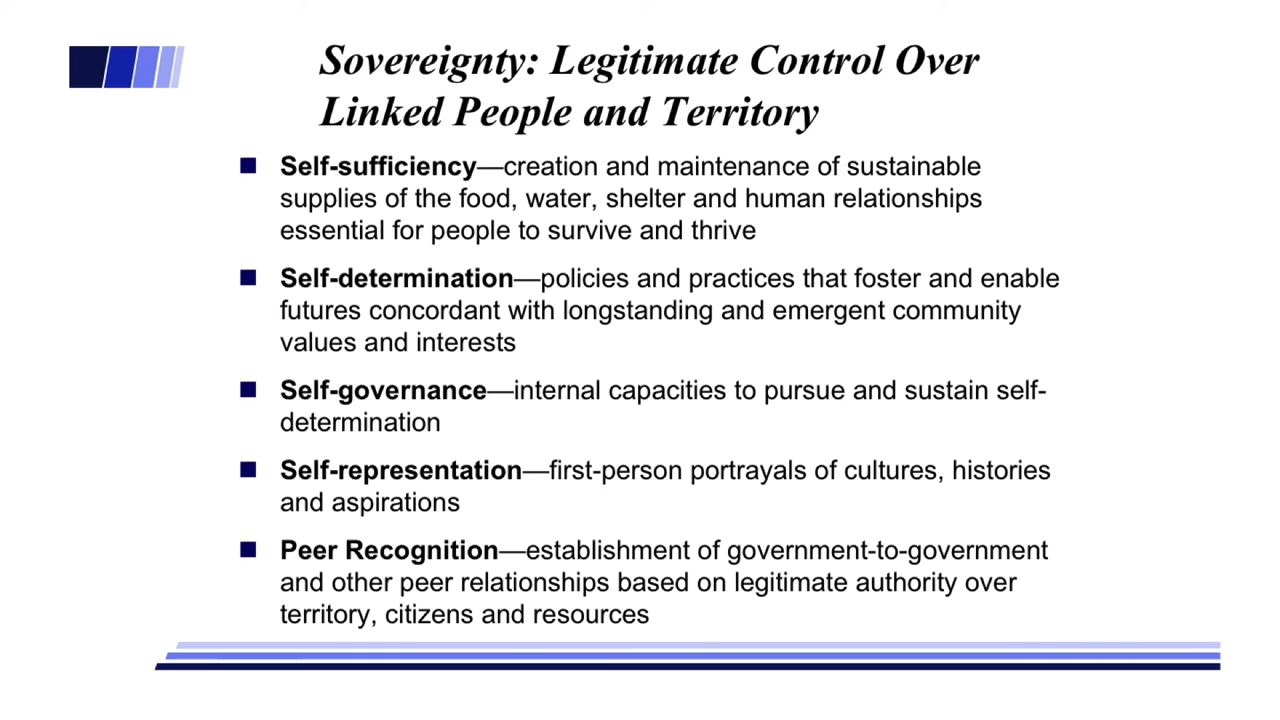 Sovereignty: Legitimate Control Over
Linked People and Territory
Self-sufficiency—creation and maintenance of sustainable
supplies of the food, water, shelter and human relationships
essential for people to survive and thrive
Self-determination—policies and practices that foster and enable
futures concordant with longstanding and emergent community
values and interests
Self-governance—internal capacities to pursue and sustain self-
determination
Self-representation—first-person portrayals of cultures, histories
and aspirations
Peer Recognition—establishment of government-to-government
and other peer relationships based on legitimate authority over
territory, citizens and resources